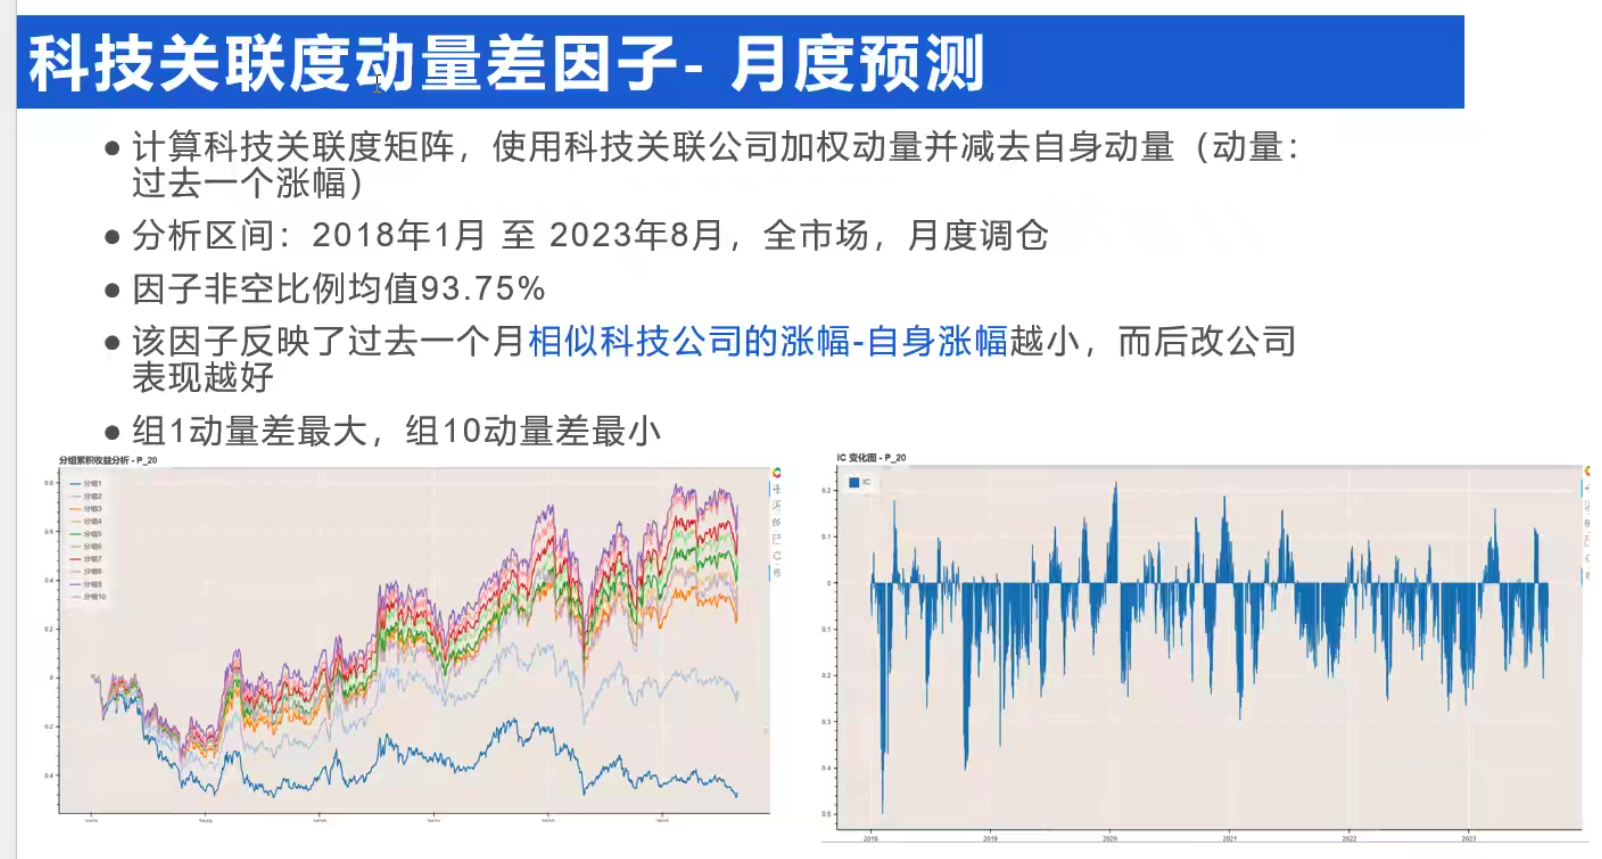 科技关联度动量差因子- 月度预测
● 计算科技关联度矩阵，使用科技关联公司加权动量并减去自身动量（动量：
过去一个涨幅）
● 分析区间：2018年1月 至 2023年8月，全市场，月度调仓
● 因子非空比例均值93.75%
● 该因子反映了过去一个月相似科技公司的涨幅-自身涨幅越小，而后改公司
表现越好
● 组1动量差最大，组10动量差最小
分组累积收益分析 - P_20
分组1
分组2
分组3
分组4
分组5
分组6
分组7
分组8
分组9
分组10
0.8
0.6
0.4
0.2
0
0.2
0.4
IC 变化图 - P_20
IC
0.2
0.1
0
0.1
0.2
0.3
0.4
0.5
2018
2019
2020
2021
2022
2023